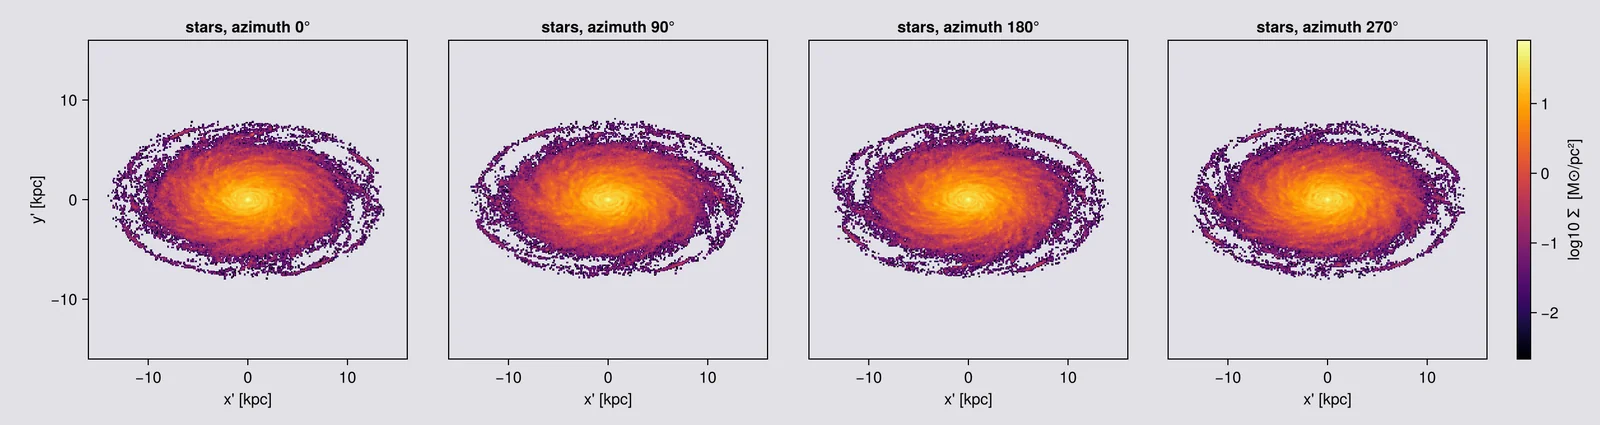 stars, azimuth 0°
stars, azimuth 90°
stars, azimuth 180°
stars, azimuth 270°
y' [kpc]
10
0
−10
−10 0 10
x' [kpc]
−10 0 10
x' [kpc]
−10 0 10
x' [kpc]
−10 0 10
x' [kpc]
1
0
−1
−2
log10 Σ [M⊙/pc²]